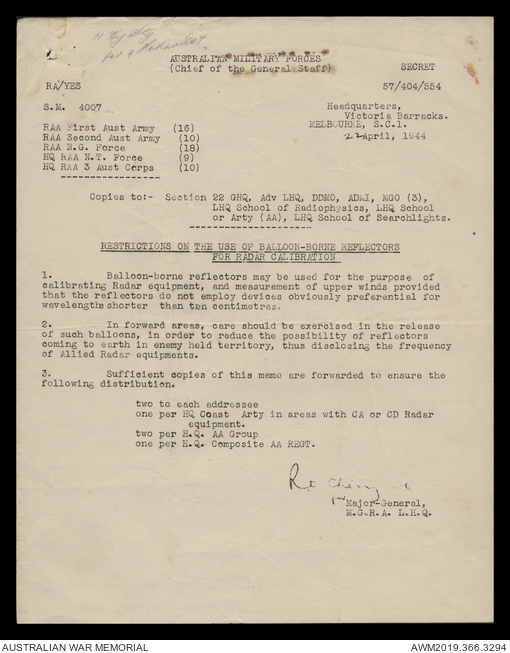 AUSTRALIAN MILITARY FORCES
(Chief of the General Staff)
SECRET
RA/YES 57/404/554
S.M. 4007
Headquarters,
Victoria Barracks.
MELBOURNE, S.C.1.
22 April, 1944
RAA First Aust Army (16)
RAA Second Aust Army (10)
RAA N.G. Force (18)
HQ RAA N.T. Force (9)
HQ RAA 3 Aust Corps (10)
Copies to:- Section 22 GHQ, Adv LHQ, DDMO, ADMI, MGO (3),
LHQ School of Radiophysics, LHQ School
or Arty (AA), LHQ School of Searchlights.
RESTRICTIONS ON THE USE OF BALLOON-BORNE REFLECTORS
FOR RADAR CALIBRATION
1. Balloon-borne reflectors may be used for the purpose of
calibrating Radar equipment, and measurement of upper winds provided
that the reflectors do not employ devices obviously preferential for
wavelengths shorter than ten centimetres.
2. In forward areas, care should be exercised in the release
of such balloons, in order to reduce the possibility of reflectors
coming to earth in enemy held territory, thus disclosing the frequency
of Allied Radar equipments.
3. Sufficient copies of this memo are forwarded to ensure the
following distribution.
two to each addressee
one per HQ Coast Arty in areas with CA or CD Radar
equipment.
two per H.Q. AA Group
one per H.Q. Composite AA REGT.
Major-General,
M.G.R.A. L.H.Q.
AUSTRALIAN WAR MEMORIAL AWM2019.366.3294